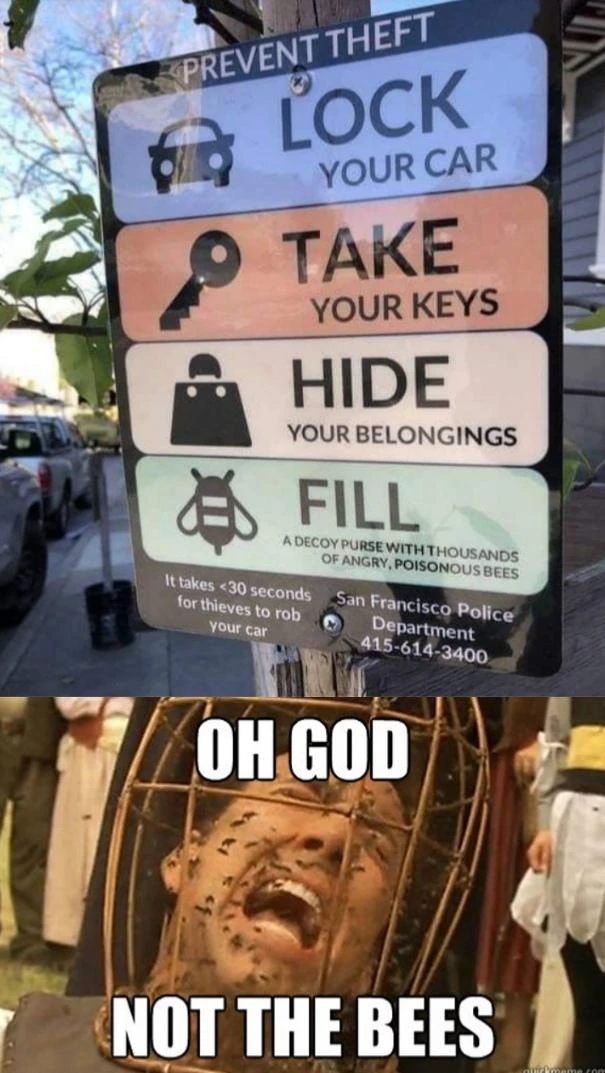 PREVENT THEFT
LOCK
YOUR CAR
TAKE
YOUR KEYS
HIDE
YOUR BELONGINGS
FILL
A DECOY PURSE WITH THOUSANDS
OF ANGRY, POISONOUS BEES
It takes <30 seconds
for thieves to rob
your car
San Francisco Police
Department
415-614-3400
OH GOD
NOT THE BEES
quickmeme.com